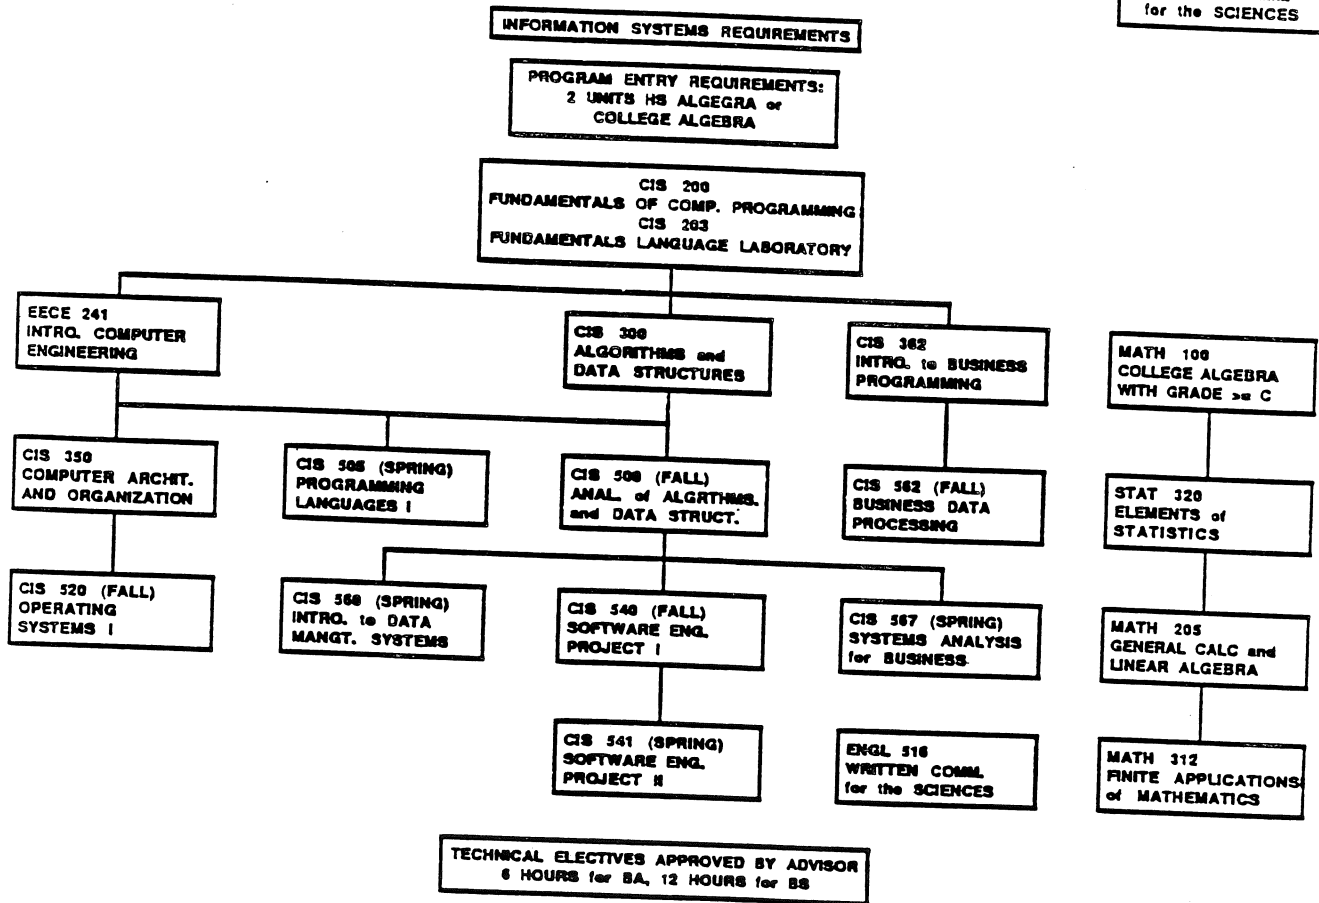 for the SCIENCES
INFORMATION SYSTEMS REQUIREMENTS
PROGRAM ENTRY REQUIREMENTS:
2 UNITS HS ALGEGRA or
COLLEGE ALGEBRA
CIS 200
FUNDAMENTALS OF COMP. PROGRAMMING
CIS 203
FUNDAMENTALS LANGUAGE LABORATORY
EECE 241
INTRO. COMPUTER
ENGINEERING
CIS 300
ALGORITHMS and
DATA STRUCTURES
CIS 362
INTRO. to BUSINESS
PROGRAMMING
MATH 100
COLLEGE ALGEBRA
WITH GRADE >= C
CIS 350
COMPUTER ARCHIT.
AND ORGANIZATION
CIS 505 (SPRING)
PROGRAMMING
LANGUAGES I
CIS 500 (FALL)
ANAL. of ALGRTHMS.
and DATA STRUCT.
CIS 562 (FALL)
BUSINESS DATA
PROCESSING
STAT 320
ELEMENTS of
STATISTICS
CIS 520 (FALL)
OPERATING
SYSTEMS I
CIS 560 (SPRING)
INTRO. to DATA
MANGT. SYSTEMS
CIS 540 (FALL)
SOFTWARE ENG.
PROJECT I
CIS 567 (SPRING)
SYSTEMS ANALYSIS
for BUSINESS
MATH 205
GENERAL CALC and
LINEAR ALGEBRA
CIS 541 (SPRING)
SOFTWARE ENG.
PROJECT II
ENGL 516
WRITTEN COMM.
for the SCIENCES
MATH 312
FINITE APPLICATIONS
of MATHEMATICS
TECHNICAL ELECTIVES APPROVED BY ADVISOR
6 HOURS for BA, 12 HOURS for BS